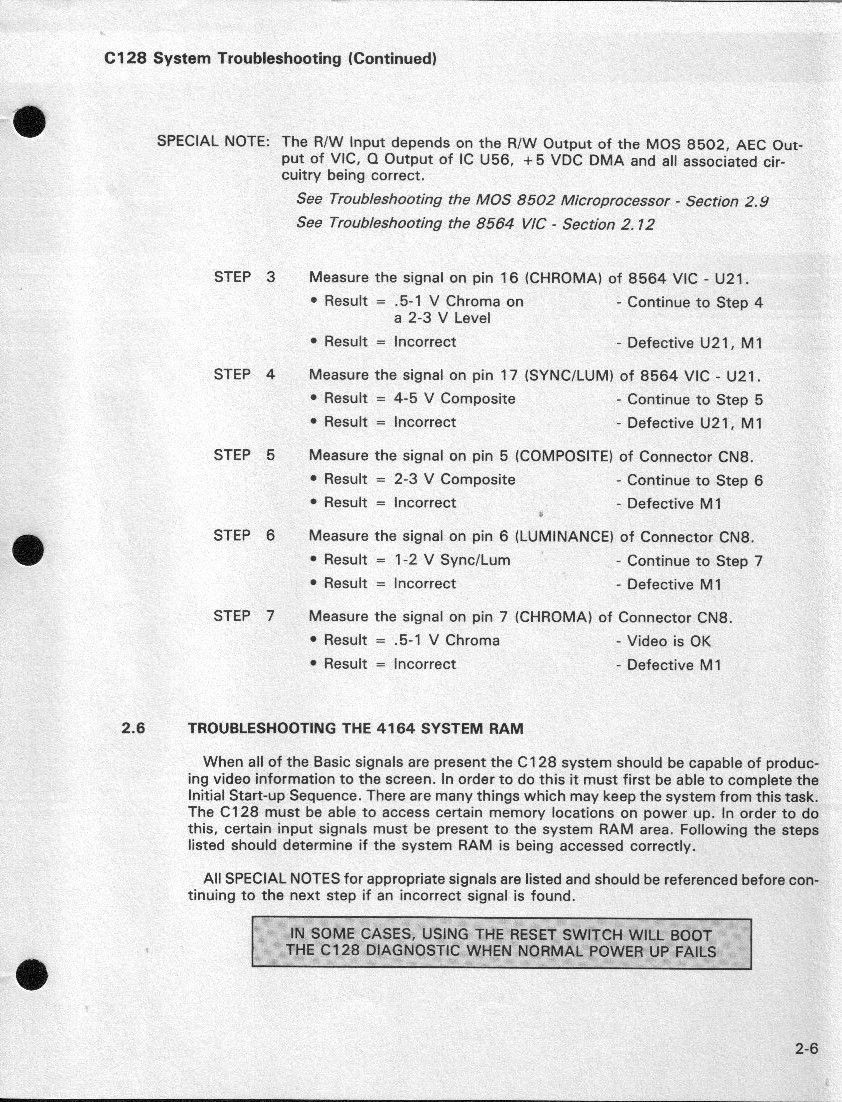 C128 System Troubleshooting (Continued)
SPECIAL NOTE: The R/W Input depends on the R/W Output of the MOS 8502, AEC Out-
put of VIC, Q Output of IC U56, +5 VDC DMA and all associated cir-
cuitry being correct.
See Troubleshooting the MOS 8502 Microprocessor - Section 2.9
See Troubleshooting the 8564 VIC - Section 2.12
STEP 3 Measure the signal on pin 16 (CHROMA) of 8564 VIC - U21.
• Result = .5-1 V Chroma on - Continue to Step 4
a 2-3 V Level
• Result = Incorrect - Defective U21, M1
STEP 4 Measure the signal on pin 17 (SYNC/LUM) of 8564 VIC - U21.
• Result = 4-5 V Composite - Continue to Step 5
• Result = Incorrect - Defective U21, M1
STEP 5 Measure the signal on pin 5 (COMPOSITE) of Connector CN8.
• Result = 2-3 V Composite - Continue to Step 6
• Result = Incorrect - Defective M1
STEP 6 Measure the signal on pin 6 (LUMINANCE) of Connector CN8.
• Result = 1-2 V Sync/Lum - Continue to Step 7
• Result = Incorrect - Defective M1
STEP 7 Measure the signal on pin 7 (CHROMA) of Connector CN8.
• Result = .5-1 V Chroma - Video is OK
• Result = Incorrect - Defective M1
2.6 TROUBLESHOOTING THE 4164 SYSTEM RAM
When all of the Basic signals are present the C128 system should be capable of produc-
ing video information to the screen. In order to do this it must first be able to complete the
Initial Start-up Sequence. There are many things which may keep the system from this task.
The C128 must be able to access certain memory locations on power up. In order to do
this, certain input signals must be present to the system RAM area. Following the steps
listed should determine if the system RAM is being accessed correctly.
All SPECIAL NOTES for appropriate signals are listed and should be referenced before con-
tinuing to the next step if an incorrect signal is found.
IN SOME CASES, USING THE RESET SWITCH WILL BOOT
THE C128 DIAGNOSTIC WHEN NORMAL POWER UP FAILS
2-6